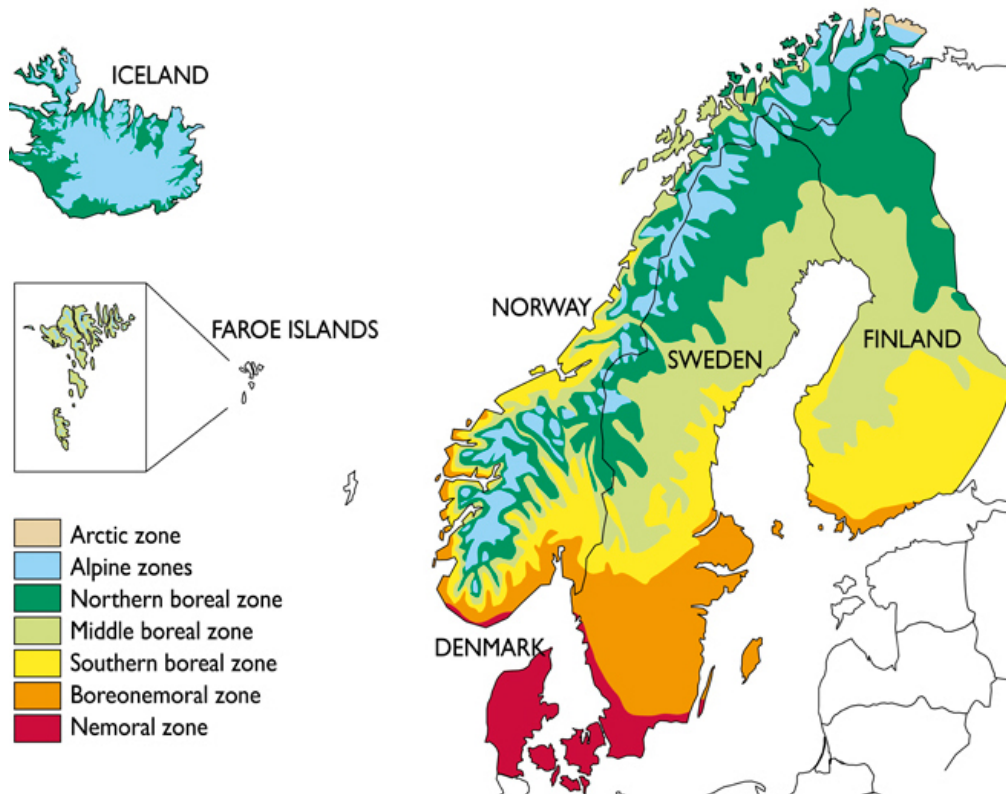 ICELAND
NORWAY
FAROE ISLANDS
SWEDEN
FINLAND
DENMARK
Arctic zone
Alpine zones
Northern boreal zone
Middle boreal zone
Southern boreal zone
Boreonemoral zone
Nemoral zone